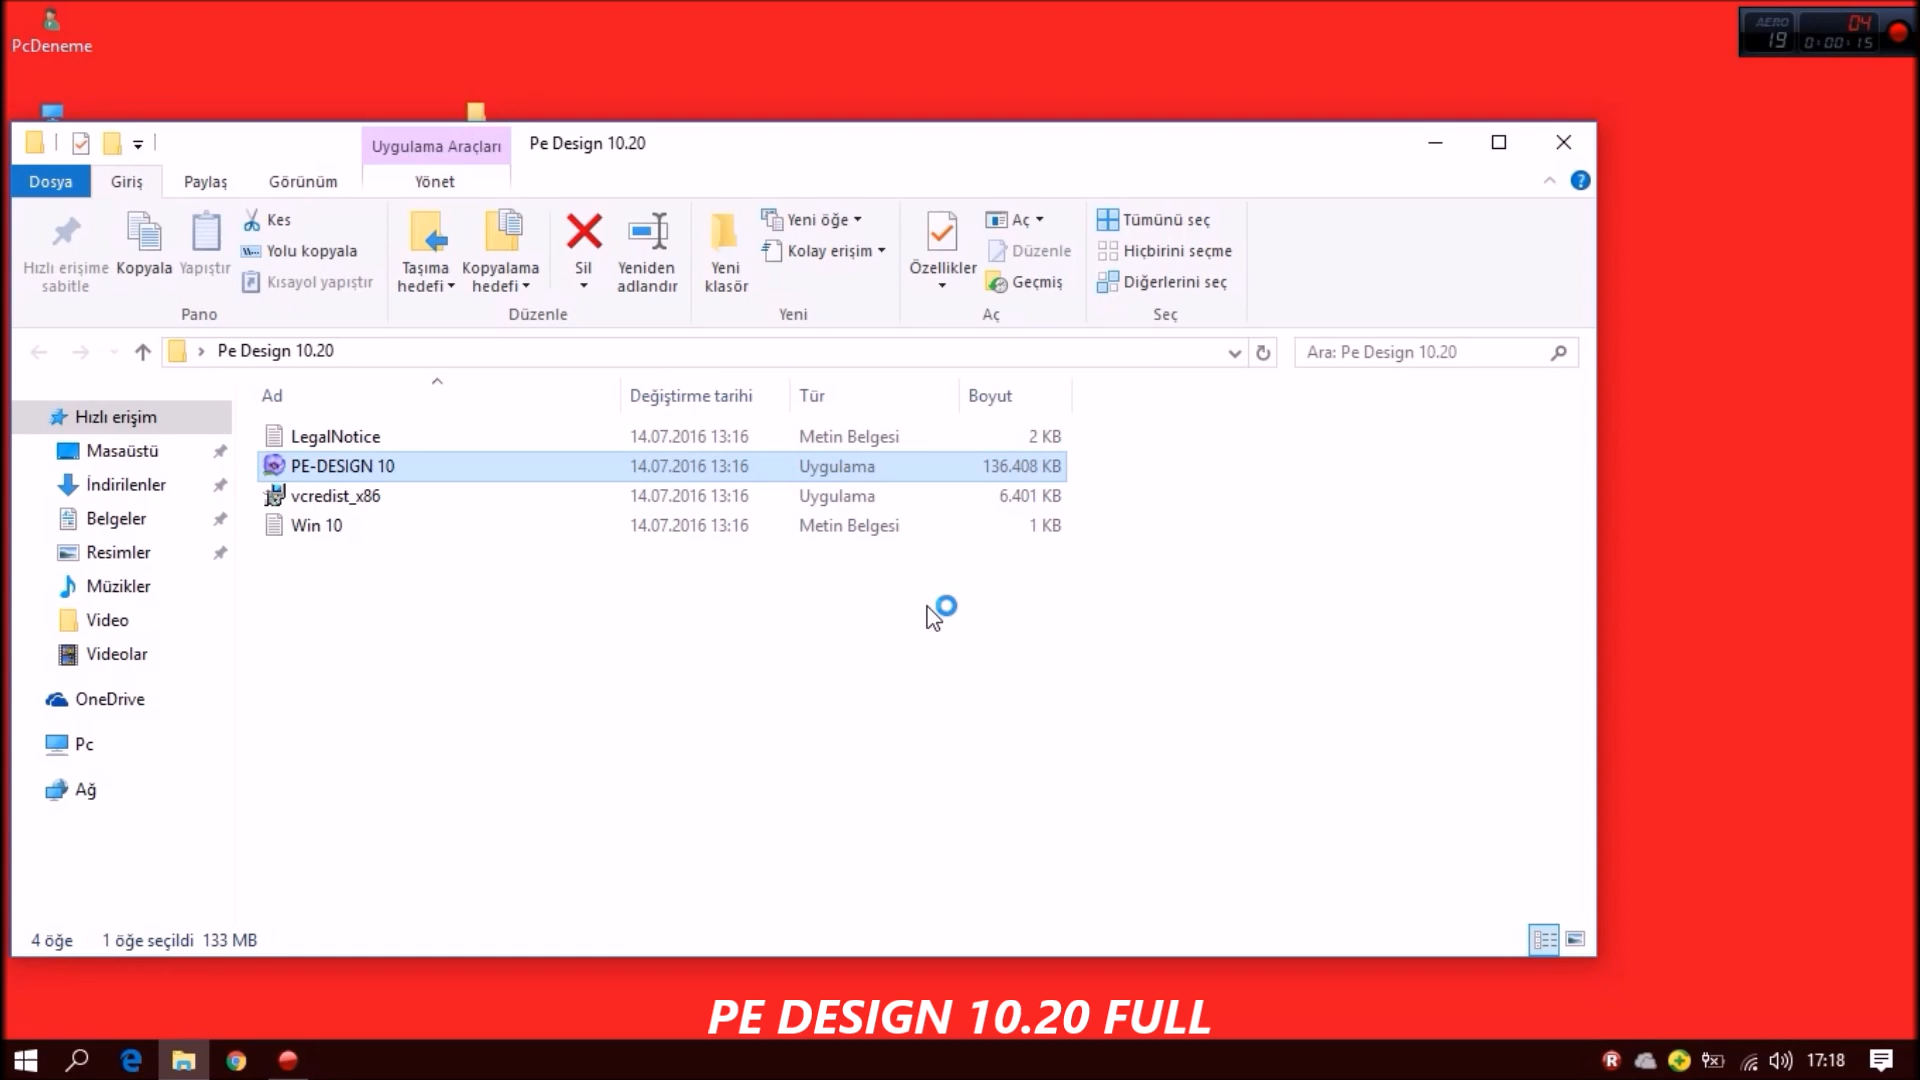 PcDeneme
AERO
19
04
0:00:15
Uygulama Araçları
Pe Design 10.20
Dosya
Giriş
Paylaş
Görünüm
Yönet
Hızlı erişime
sabitle
Kopyala
Yapıştır
Kes
Yolu kopyala
Kısayol yapıştır
Taşıma
hedefi
Kopyalama
hedefi
Sil
Yeniden
adlandır
Yeni
klasör
Yeni öğe
Kolay erişim
Özellikler
Aç
Düzenle
Geçmiş
Tümünü seç
Hiçbirini seçme
Diğerlerini seç
Pano
Düzenle
Yeni
Aç
Seç
Pe Design 10.20
Ara: Pe Design 10.20
Ad
Değiştirme tarihi
Tür
Boyut
LegalNotice 14.07.2016 13:16 Metin Belgesi 2 KB
PE-DESIGN 10 14.07.2016 13:16 Uygulama 136.408 KB
vcredist_x86 14.07.2016 13:16 Uygulama 6.401 KB
Win 10 14.07.2016 13:16 Metin Belgesi 1 KB
Hızlı erişim
Masaüstü
İndirilenler
Belgeler
Resimler
Müzikler
Video
Videolar
OneDrive
Pc
Ağ
4 öğe
1 öğe seçildi 133 MB
PE DESIGN 10.20 FULL
17:18